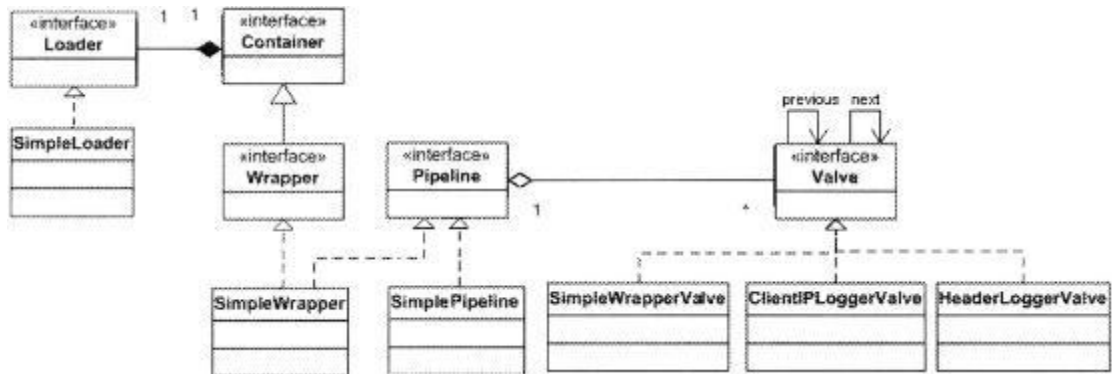 1 1
«interface»
Loader
«interface»
Container
SimpleLoader
«interface»
Wrapper
«interface»
Pipeline
previous next
«interface»
Valve
1
*
SimpleWrapper
SimplePipeline
SimpleWrapperValve
ClientIPLoggerValve
HeaderLoggerValve